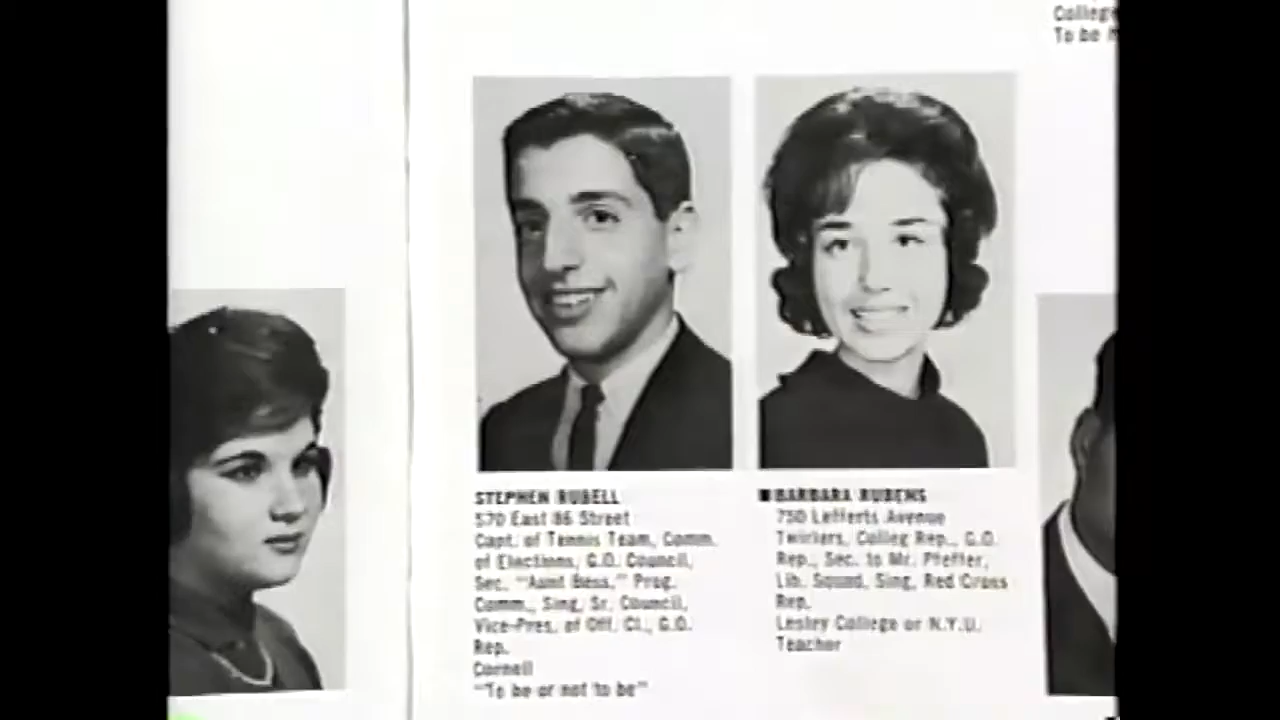 College
To be
STEPHEN RUBELL
570 East 86 Street
Capt. of Tennis Team, Comm.
of Elections, G.O. Council,
Sec. "Aunt Bess," Prog.
Comm., Sing, Sr. Council,
Vice-Pres. of Off. Cl., G.O.
Rep.
Cornell
"To be or not to be"
BARBARA RUBENS
750 Lefferts Avenue
Twirlers, Colleg Rep., G.O.
Rep., Sec. to Mr. Pfeffer,
Lib. Squad, Sing, Red Cross
Rep.
Lesley College or N.Y.U.
Teacher